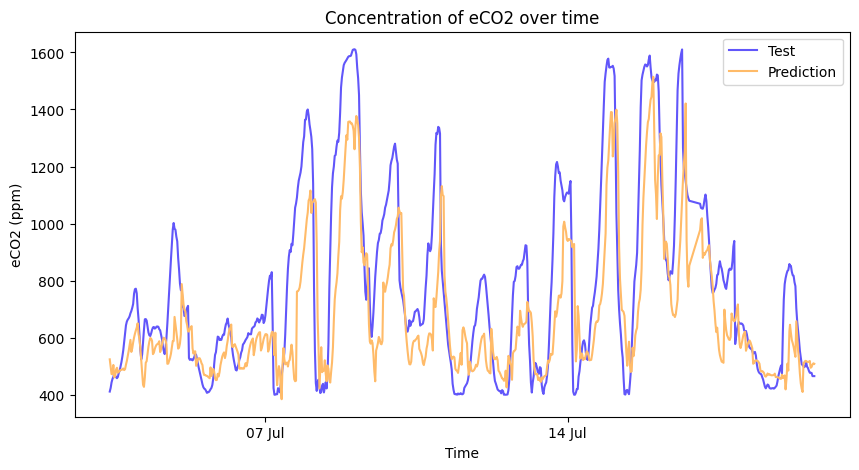 Concentration of eCO2 over time
Test
Prediction
eCO2 (ppm)
1600
1400
1200
1000
800
600
400
07 Jul
14 Jul
Time